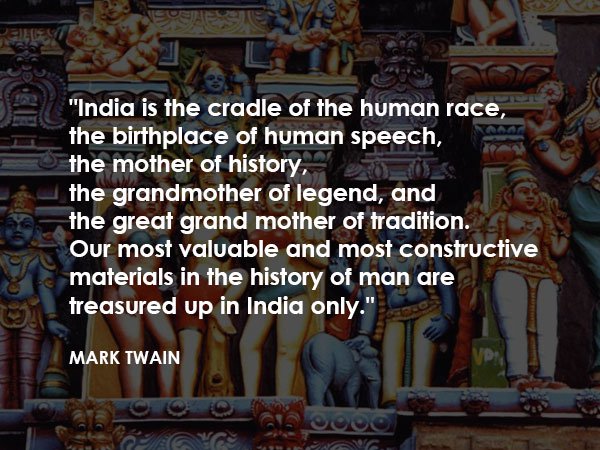 "India is the cradle of the human race,
the birthplace of human speech,
the mother of history,
the grandmother of legend, and
the great grand mother of tradition.
Our most valuable and most constructive
materials in the history of man are
treasured up in India only."
MARK TWAIN